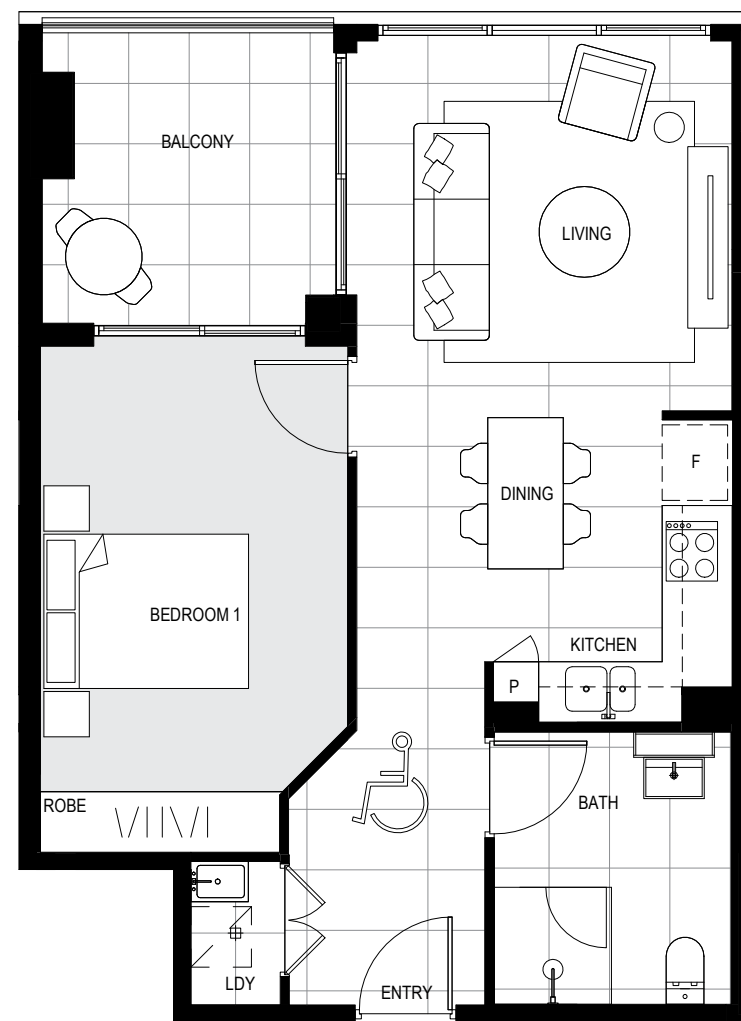 BALCONY
LIVING
F
DINING
BEDROOM 1
KITCHEN
P
ROBE
BATH
LDY
ENTRY